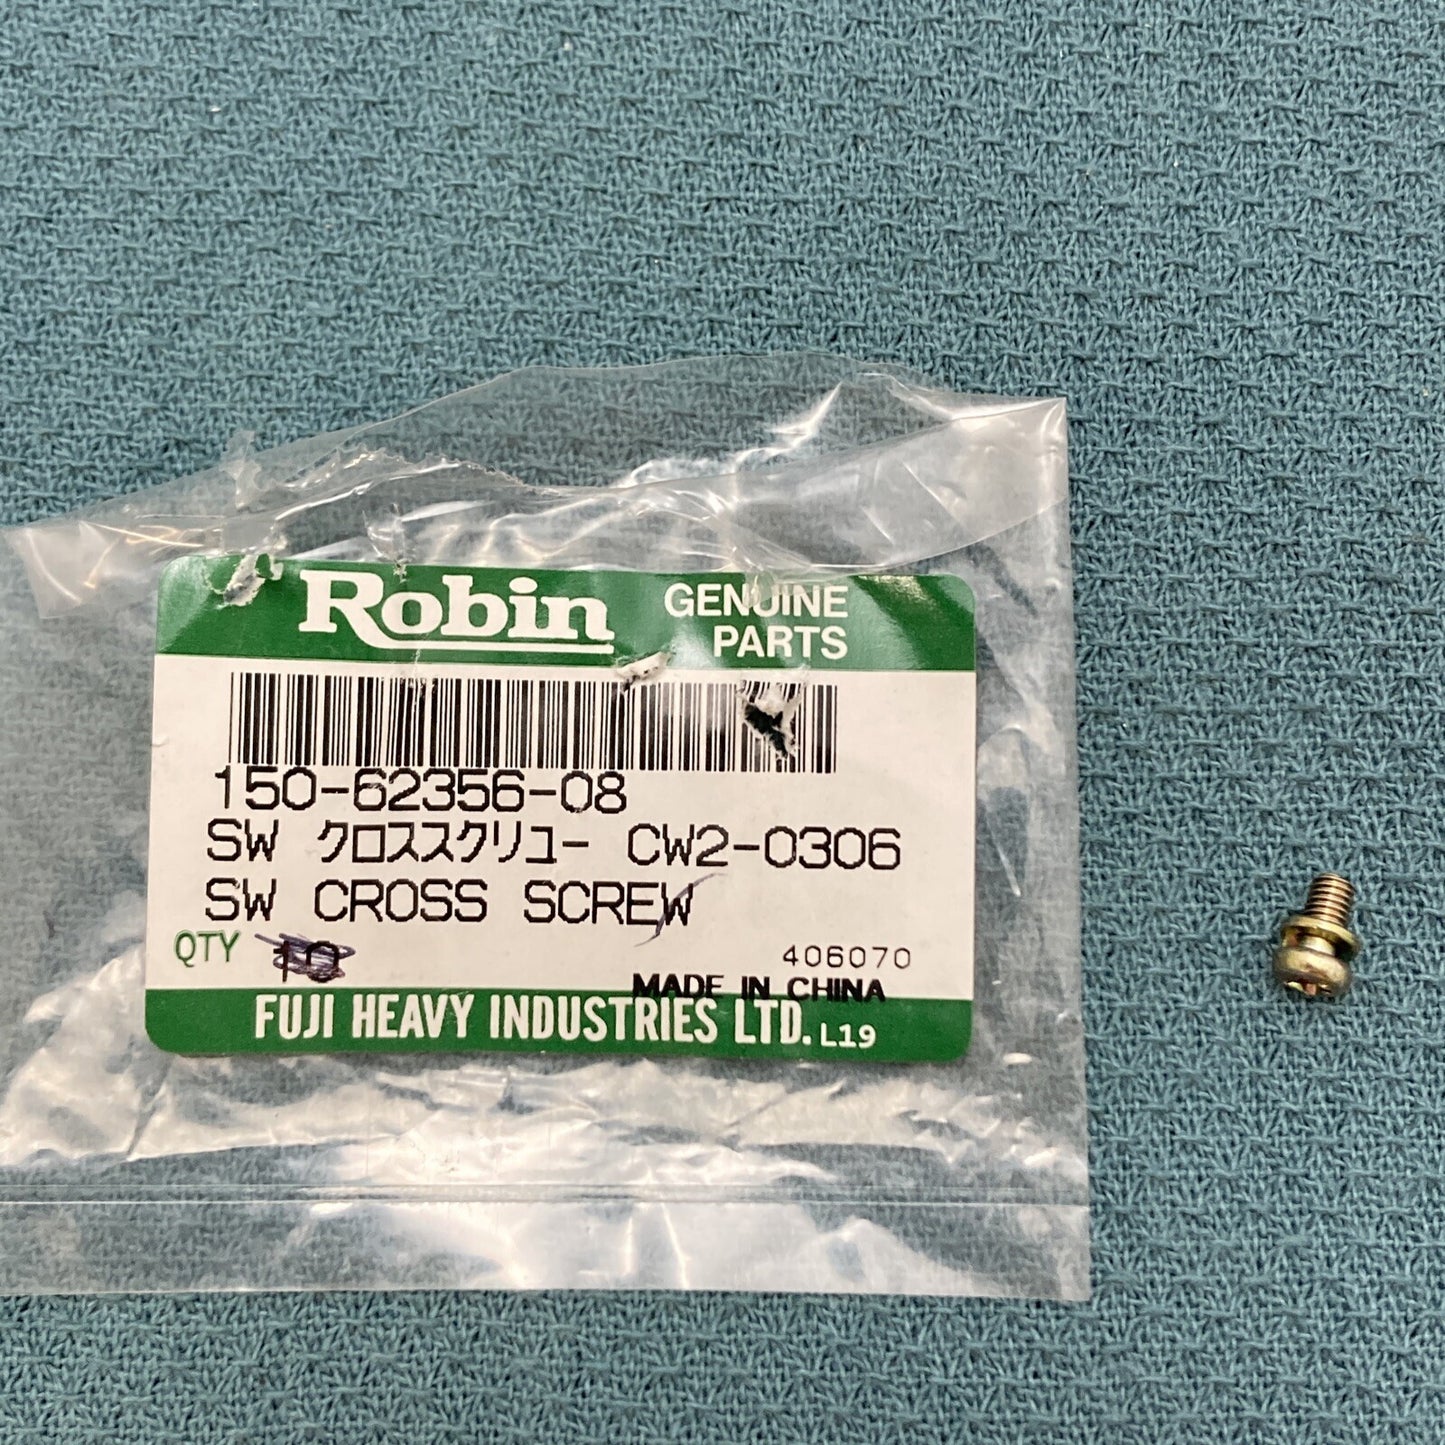 Robin GENUINE PARTS
150-62356-08
SW クロススクリュー CW2-0306
SW CROSS SCREW
QTY 10
406070
MADE IN CHINA
FUJI HEAVY INDUSTRIES LTD. L19